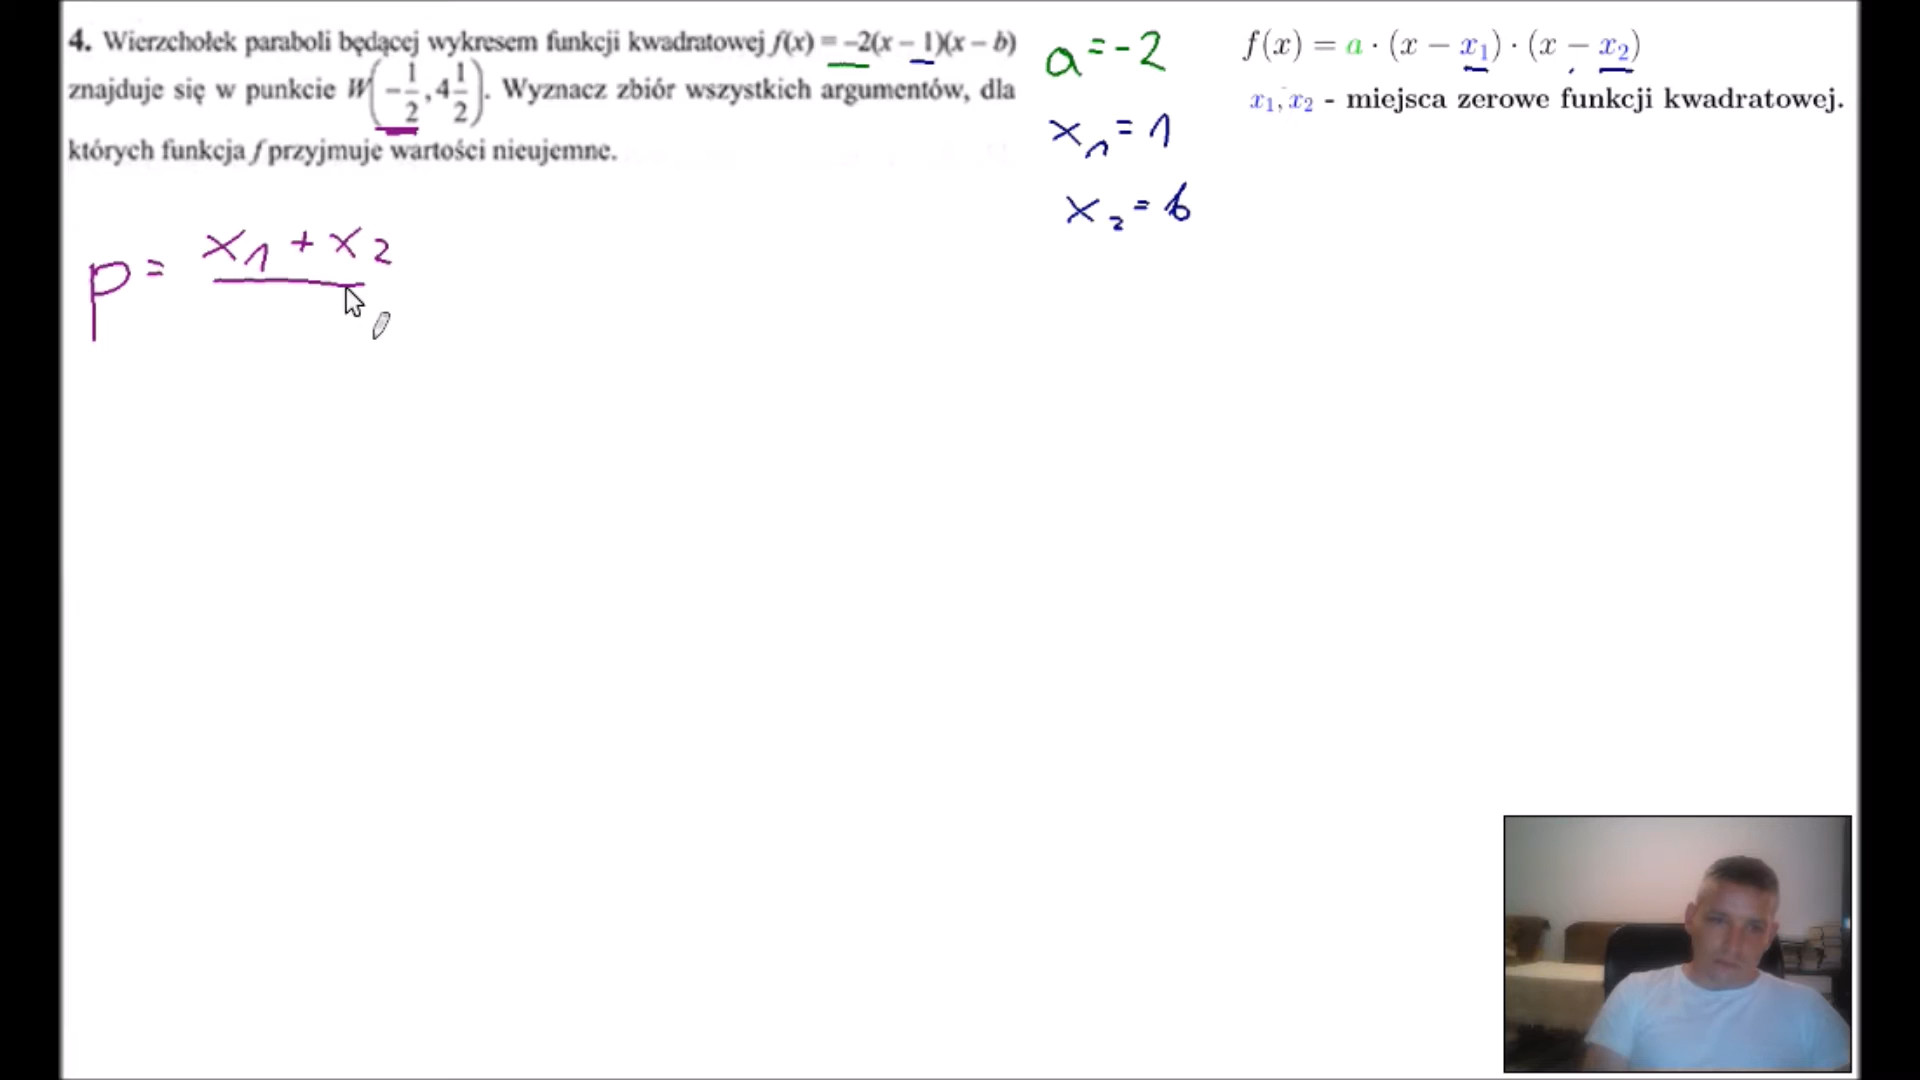 4. Wierzchołek paraboli będącej wykresem funkcji kwadratowej f(x) = −2(x − 1)(x − b)
znajduje się w punkcie W(−1/2, 4 1/2). Wyznacz zbiór wszystkich argumentów, dla
których funkcja f przyjmuje wartości nieujemne.
a = -2
x₁ = 1
x₂ = b
f(x) = a · (x − x₁) · (x − x₂)
x₁, x₂ - miejsca zerowe funkcji kwadratowej.
p = x₁ + x₂